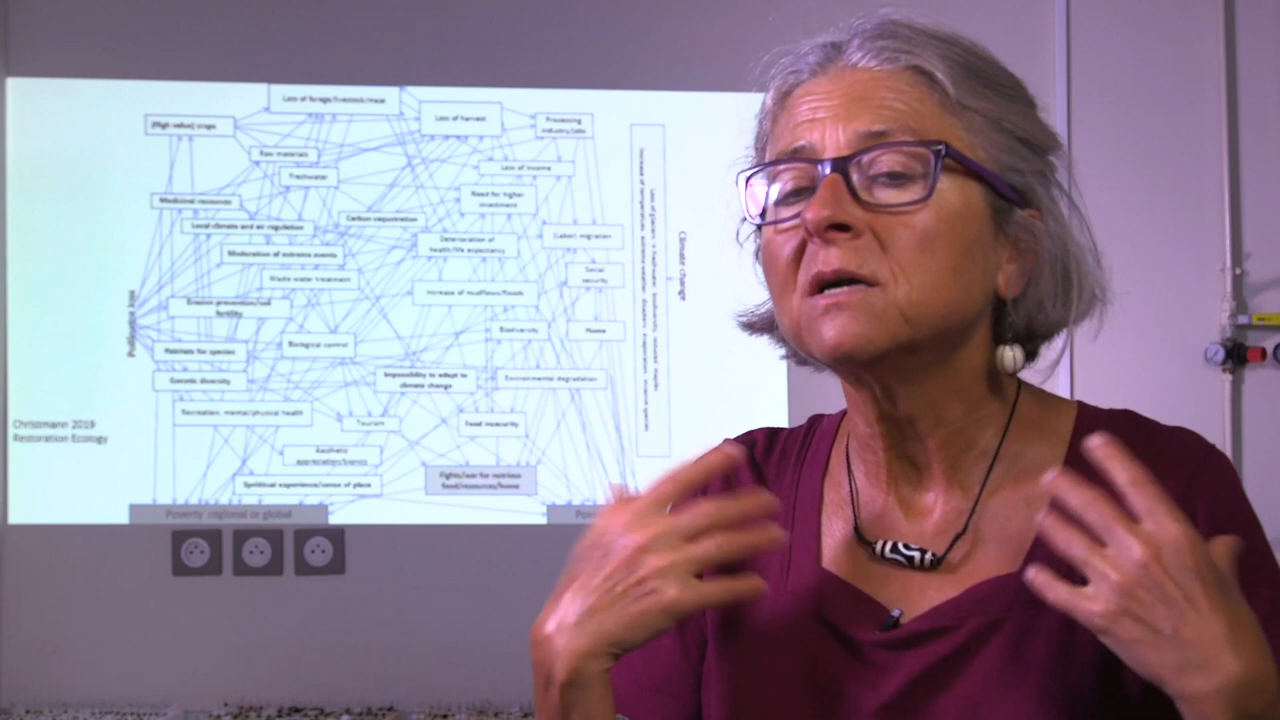 Loss of forage/livestock/meat
(High-value) crops
Loss of harvest
Processing
industry/jobs
Raw materials
Loss of income
Freshwater
Medicinal resources
Need for higher
investment
Carbon sequestration
Local climate and air regulation
(Labor) migration
Deterioration of
health/life expectancy
Moderation of extreme events
Social
security
Waste water treatment
Increase of mudflows/floods
Erosion prevention/soil
fertility
Biodiversity
Home
Pollinator loss
Biological control
Habitats for species
Genetic diversity
Impossibility to adapt to
climate change
Environmental degradation
Recreation, mental/physical health
Tourism
Food insecurity
Aesthetic
Spiritual experience/sense of place
Fights/war for nutritious
food/resources/home
Poverty regional or global
Climate change
Christmann 2019
Restoration Ecology